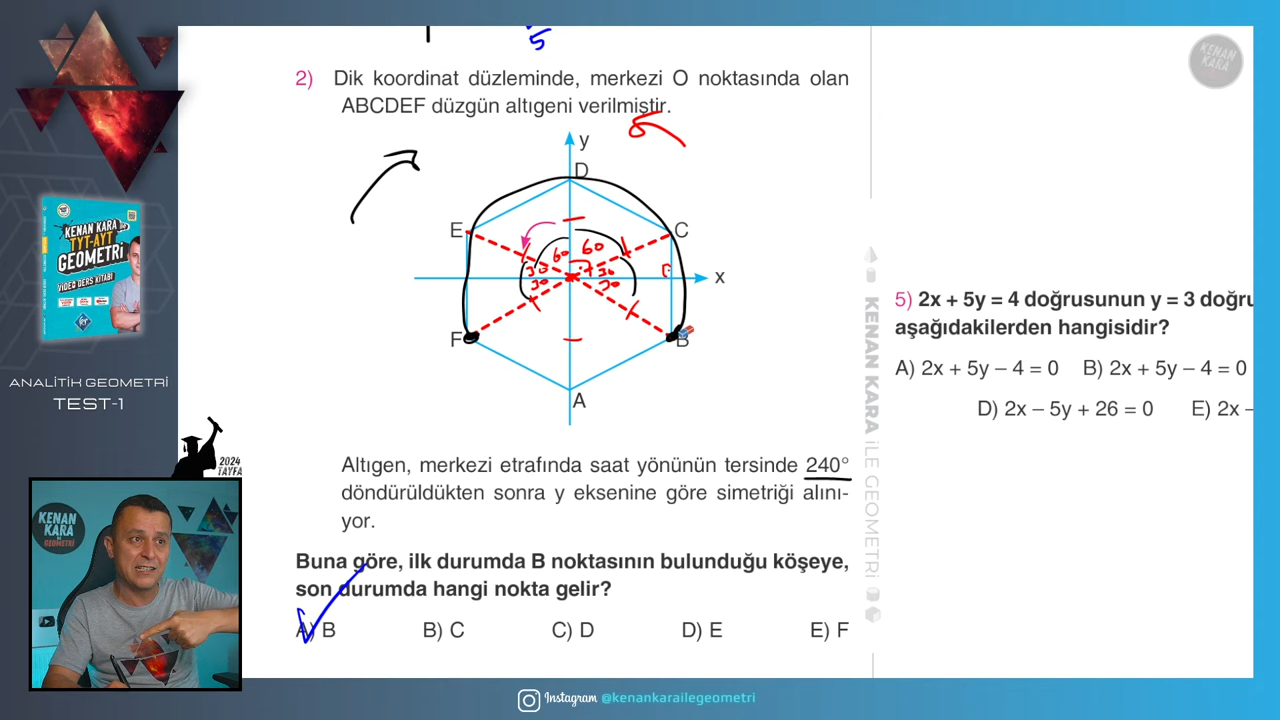 5
2) Dik koordinat düzleminde, merkezi O noktasında olan
ABCDEF düzgün altıgeni verilmiştir.
y
D
E
C
60
60
30
30
30
30
x
F
B
A
Altıgen, merkezi etrafında saat yönünün tersinde 240°
döndürüldükten sonra y eksenine göre simetriği alını-
yor.
Buna göre, ilk durumda B noktasının bulunduğu köşeye,
son durumda hangi nokta gelir?
A) B B) C C) D D) E E) F
KENAN KARA İLE GEOMETRİ
5) 2x + 5y = 4 doğrusunun y = 3 doğru
aşağıdakilerden hangisidir?
A) 2x + 5y – 4 = 0 B) 2x + 5y – 4 = 0
D) 2x – 5y + 26 = 0 E) 2x –
KENAN
KARA
KENAN KARA
TYT-AYT
GEOMETRİ
VİDEO DERS KİTABI
ANALİTİK GEOMETRİ
TEST-1
2024
TAYFA
KENAN
KARA
GEOMETRİ
Instagram @kenankarailegeometri